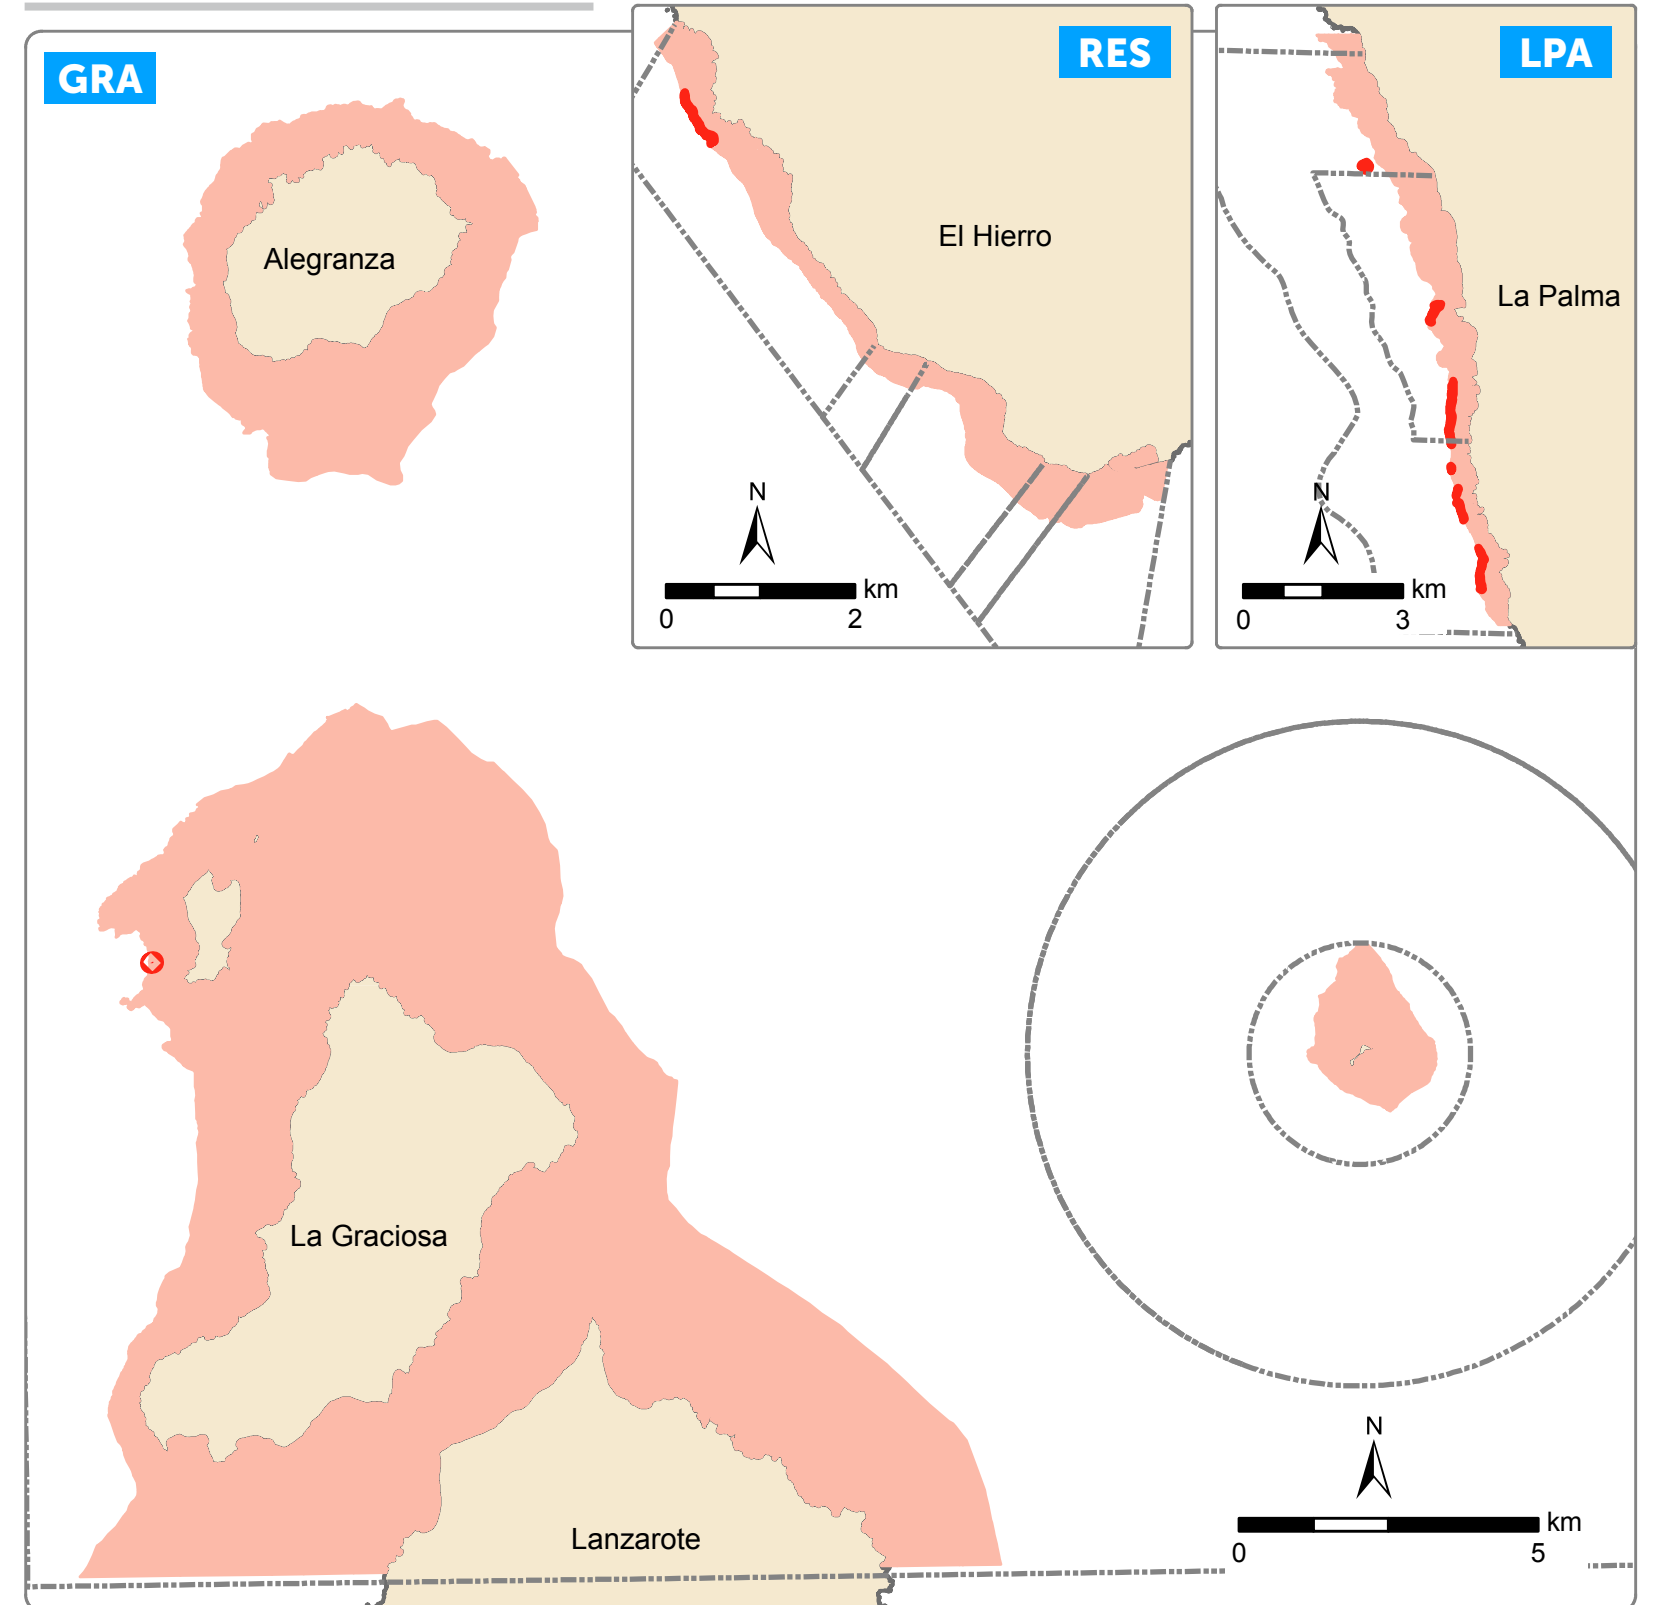 GRA
RES
LPA
Alegranza
El Hierro
La Palma
N
km
0 2
N
km
0 3
La Graciosa
Lanzarote
N
km
0 5